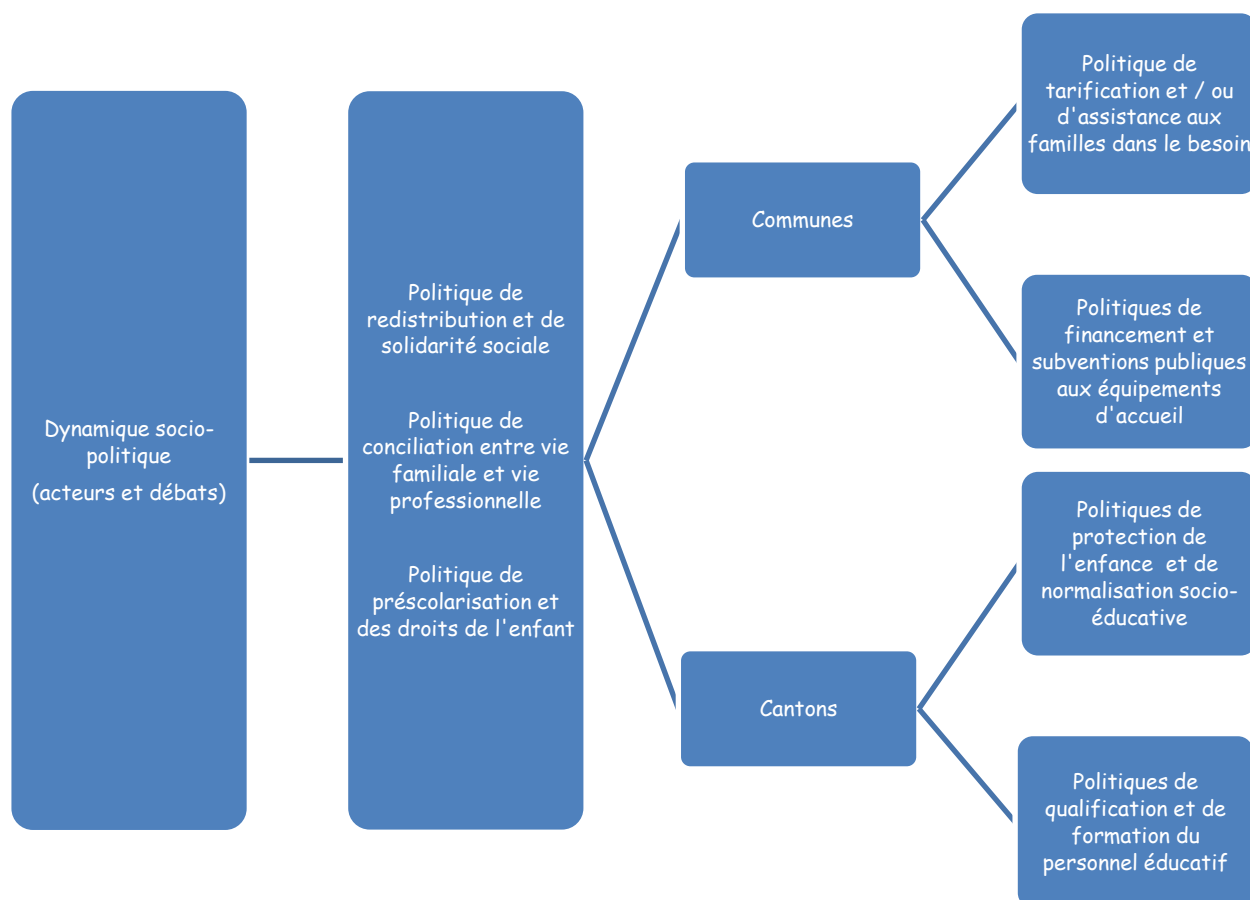 Dynamique socio-
politique
(acteurs et débats)
Politique de
redistribution et de
solidarité sociale
Politique de
conciliation entre vie
familiale et vie
professionnelle
Politique de
préscolarisation et
des droits de l'enfant
Communes
Cantons
Politique de
tarification et / ou
d'assistance aux
familles dans le besoin
Politiques de
financement et
subventions publiques
aux équipements
d'accueil
Politiques de
protection de
l'enfance et de
normalisation socio-
éducative
Politiques de
qualification et de
formation du
personnel éducatif